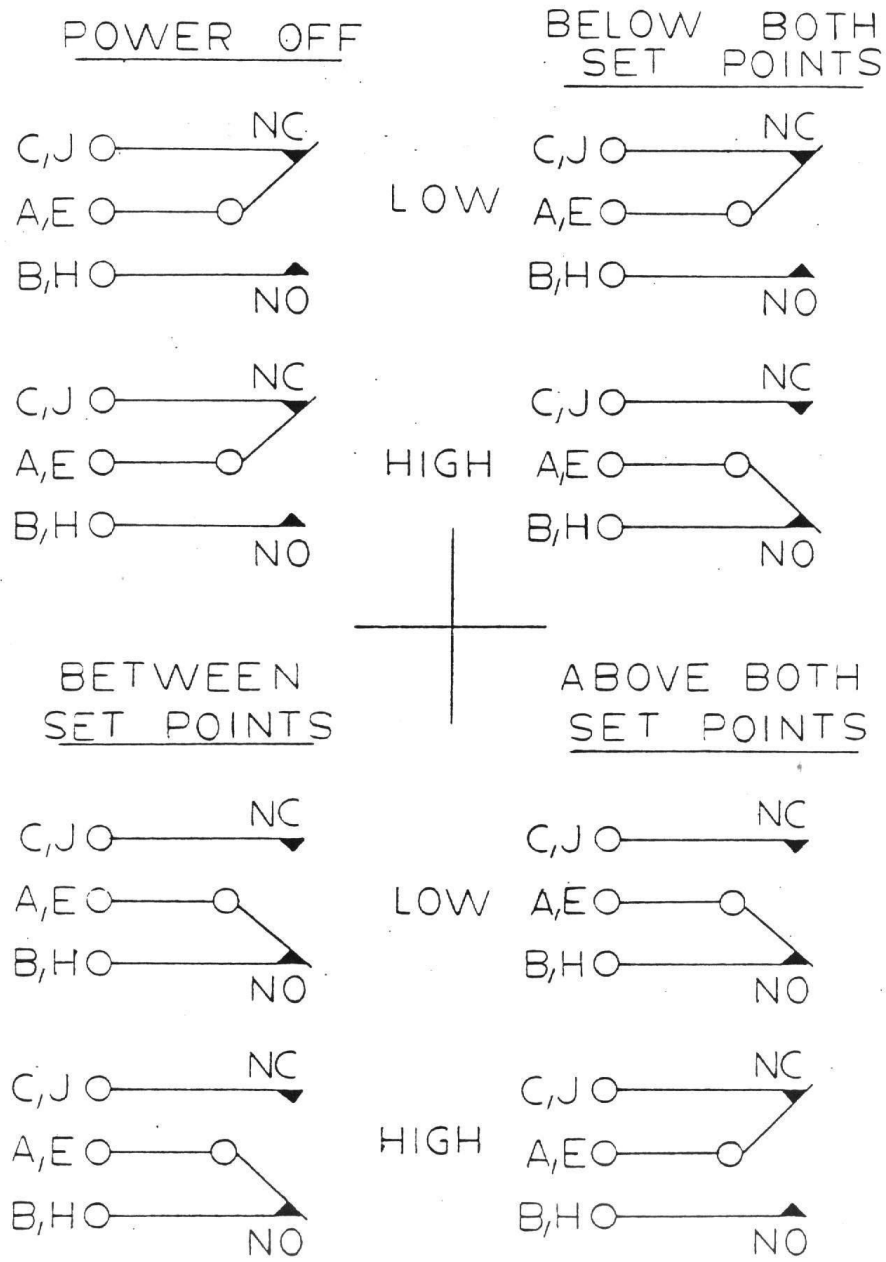 POWER OFF
BELOW BOTH
SET POINTS
NC
C,J
A,E
B,H
NO
LOW
NC
C,J
A,E
B,H
NO
NC
C,J
A,E
B,H
NO
HIGH
NC
C,J
A,E
B,H
NO
BETWEEN
SET POINTS
ABOVE BOTH
SET POINTS
NC
C,J
A,E
B,H
NO
LOW
NC
C,J
A,E
B,H
NO
NC
C,J
A,E
B,H
NO
HIGH
NC
C,J
A,E
B,H
NO